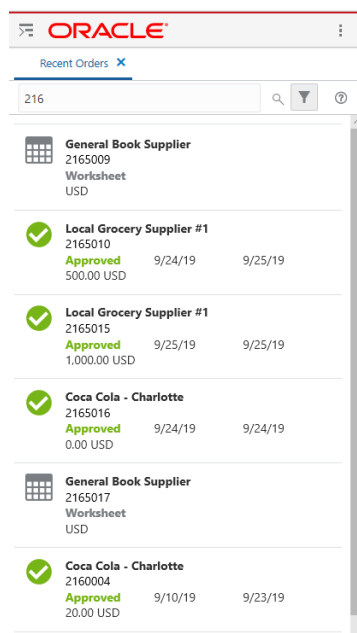 ORACLE
Recent Orders
216
General Book Supplier
2165009
Worksheet
USD
Local Grocery Supplier #1
2165010
Approved 9/24/19 9/25/19
500.00 USD
Local Grocery Supplier #1
2165015
Approved 9/25/19 9/25/19
1,000.00 USD
Coca Cola - Charlotte
2165016
Approved 9/24/19 9/24/19
0.00 USD
General Book Supplier
2165017
Worksheet
USD
Coca Cola - Charlotte
2160004
Approved 9/10/19 9/23/19
20.00 USD